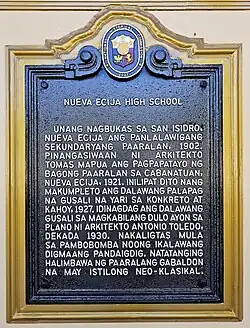 NUEVA ECIJA HIGH SCHOOL
UNANG NAGBUKAS SA SAN ISIDRO,
NUEVA ECIJA ANG PANLALAWIGANG
SEKUNDARYANG PAARALAN, 1902.
PINANGASIWAAN NI ARKITEKTO
TOMAS MAPUA ANG PAGPAPATAYO NG
BAGONG PAARALAN SA CABANATUAN,
NUEVA ECIJA, 1921. INILIPAT DITO NANG
MAKUMPLETO ANG DALAWANG PALAPAG
NA GUSALI NA YARI SA KONKRETO AT
KAHOY, 1927. IDINAGDAG ANG DALAWANG
GUSALI SA MAGKABILANG DULO AYON SA
PLANO NI ARKITEKTO ANTONIO TOLEDO,
DEKADA 1930. NAKALIGTAS MULA
SA PAMBOBOMBA NOONG IKALAWANG
DIGMAANG PANDAIGDIG. NATATANGING
HALIMBAWA NG PAARALANG GABALDON
NA MAY ISTILONG NEO-KLASIKAL.